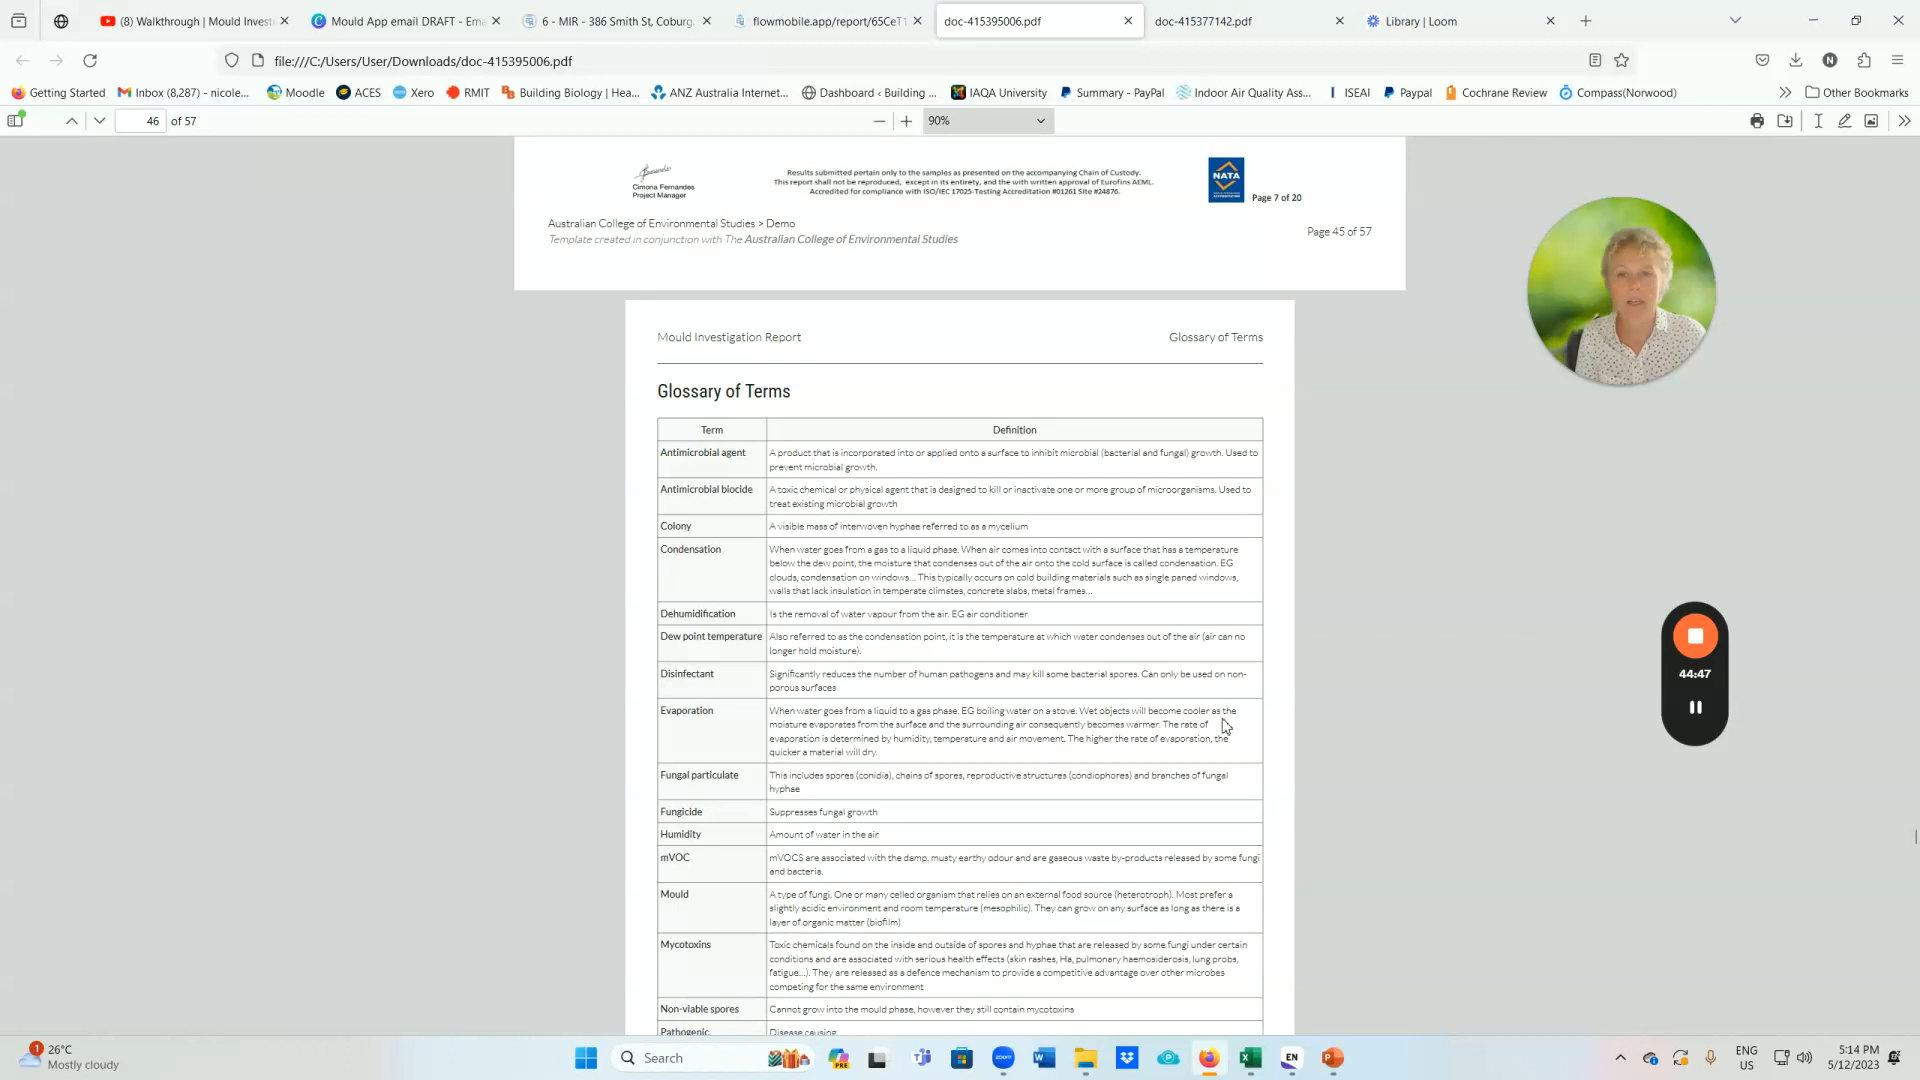 (8) Walkthrough | Mould Investi
Mould App email DRAFT - Ema
6 - MIR - 386 Smith St, Coburg
flowmobile.app/report/65CeT1
doc-415395006.pdf
doc-415377142.pdf
Library | Loom
file:///C:/Users/User/Downloads/doc-415395006.pdf
N
Getting Started
Inbox (8,287) - nicole...
Moodle
ACES
Xero
RMIT
Building Biology | Hea...
ANZ Australia Internet...
Dashboard ‹ Building ...
IAQA University
Summary - PayPal
Indoor Air Quality Ass...
ISEAI
Paypal
Cochrane Review
Compass(Norwood)
Other Bookmarks
46 of 57
90%
Cimona Fernandes
Project Manager
Results submitted pertain only to the samples as presented on the accompanying Chain of Custody.
This report shall not be reproduced, except in its entirety, and the with written approval of Eurofins AEML.
Accredited for compliance with ISO/IEC 17025-Testing Accreditation #01261 Site #24876.
NATA
Page 7 of 20
Australian College of Environmental Studies > Demo
Template created in conjunction with The Australian College of Environmental Studies
Page 45 of 57
Mould Investigation Report
Glossary of Terms
Glossary of Terms
Term
Definition
Antimicrobial agent
A product that is incorporated into or applied onto a surface to inhibit microbial (bacterial and fungal) growth. Used to
prevent microbial growth.
Antimicrobial biocide
A toxic chemical or physical agent that is designed to kill or inactivate one or more group of microorganisms. Used to
treat existing microbial growth
Colony
A visible mass of interwoven hyphae referred to as a mycelium
Condensation
When water goes from a gas to a liquid phase. When air comes into contact with a surface that has a temperature
below the dew point, the moisture that condenses out of the air onto the cold surface is called condensation. EG
clouds, condensation on windows... This typically occurs on cold building materials such as single paned windows,
walls that lack insulation in temperate climates, concrete slabs, metal frames...
Dehumidification
Is the removal of water vapour from the air. EG air conditioner
Dew point temperature
Also referred to as the condensation point, it is the temperature at which water condenses out of the air (air can no
longer hold moisture).
Disinfectant
Significantly reduces the number of human pathogens and may kill some bacterial spores. Can only be used on non-
porous surfaces
Evaporation
When water goes from a liquid to a gas phase. EG boiling water on a stove. Wet objects will become cooler as the
moisture evaporates from the surface and the surrounding air consequently becomes warmer. The rate of
evaporation is determined by humidity, temperature and air movement. The higher the rate of evaporation, the
quicker a material will dry.
Fungal particulate
This includes spores (conidia), chains of spores, reproductive structures (condiophores) and branches of fungal
hyphae
Fungicide
Suppresses fungal growth
Humidity
Amount of water in the air
mVOC
mVOCS are associated with the damp, musty earthy odour and are gaseous waste by-products released by some fungi
and bacteria.
Mould
A type of fungi. One or many celled organism that relies on an external food source (heterotroph). Most prefer a
slightly acidic environment and room temperature (mesophilic). They can grow on any surface as long as there is a
layer of organic matter (biofilm)
Mycotoxins
Toxic chemicals found on the inside and outside of spores and hyphae that are released by some fungi under certain
conditions and are associated with serious health effects (skin rashes, Ha, pulmonary haemosiderosis, lung probs,
fatigue...). They are released as a defence mechanism to provide a competitive advantage over other microbes
competing for the same environment
Non-viable spores
Cannot grow into the mould phase, however they still contain mycotoxins
Pathogenic
Disease causing
44:47
1
26°C
Mostly cloudy
Search
PRE
zoom
EN
ENG
US
5:14 PM
5/12/2023